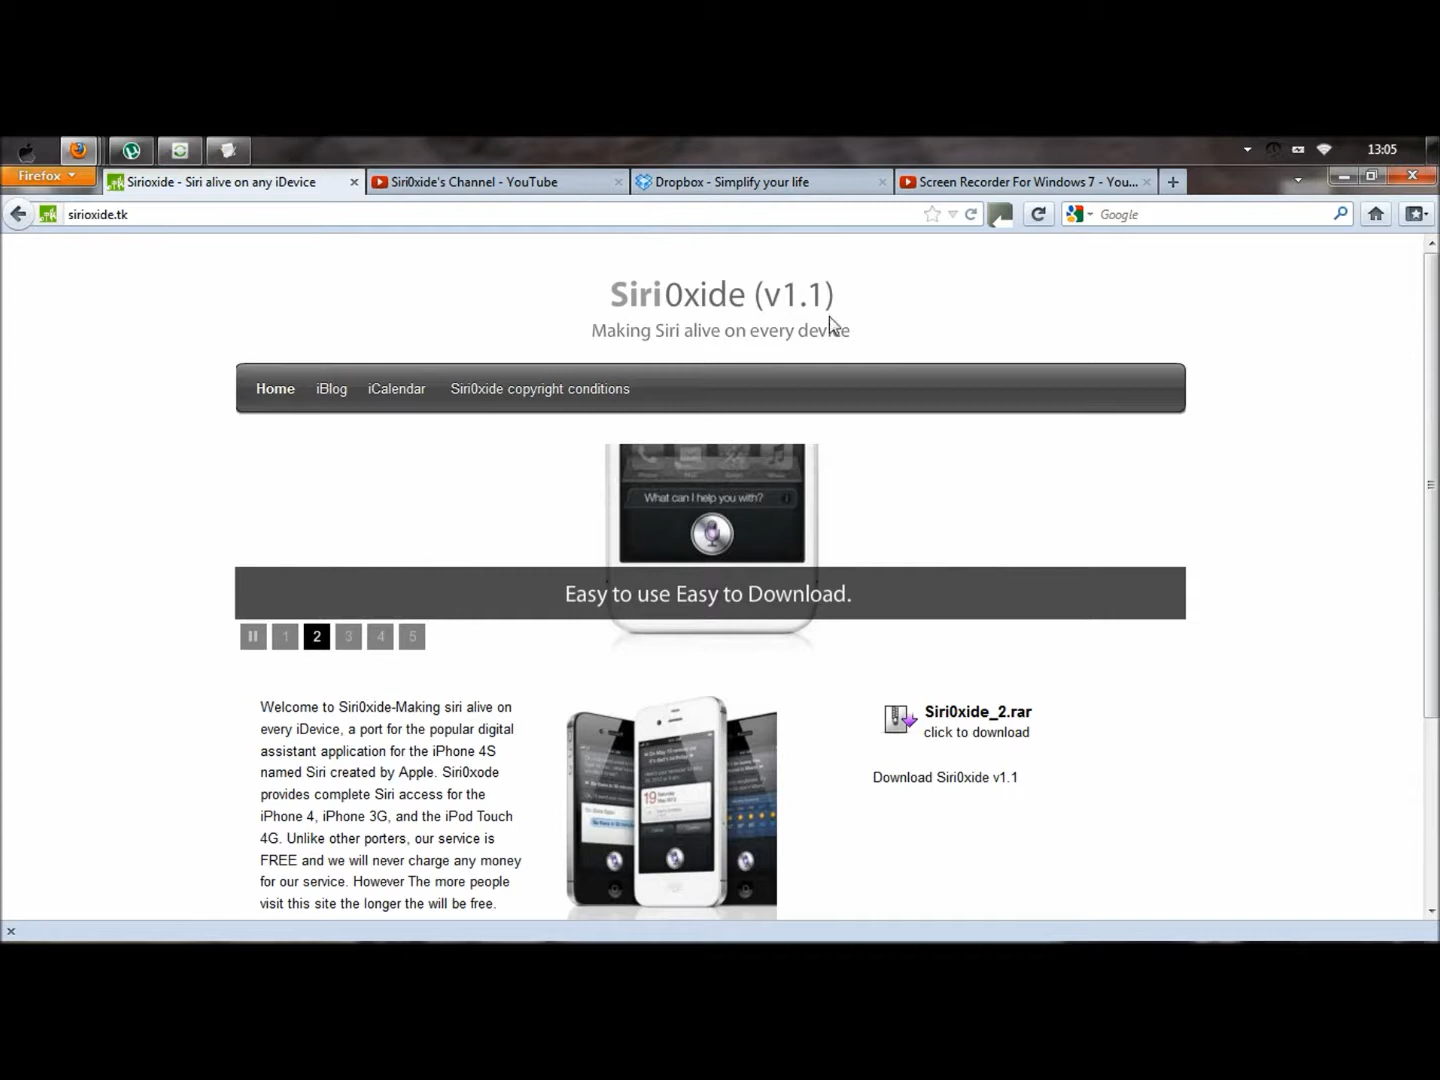 13:05
Firefox
Sirioxide - Siri alive on any iDevice
Siri0xide's Channel - YouTube
Dropbox - Simplify your life
Screen Recorder For Windows 7 - You...
sirioxide.tk
Google
Siri0xide (v1.1)
Making Siri alive on every device
Home iBlog iCalendar Siri0xide copyright conditions
What can I help you with?
Easy to use Easy to Download.
1 2 3 4 5
Welcome to Siri0xide-Making siri alive on
every iDevice, a port for the popular digital
assistant application for the iPhone 4S
named Siri created by Apple. Siri0xode
provides complete Siri access for the
iPhone 4, iPhone 3G, and the iPod Touch
4G. Unlike other porters, our service is
FREE and we will never charge any money
for our service. However The more people
visit this site the longer the will be free.
19
Siri0xide_2.rar
click to download
Download Siri0xide v1.1